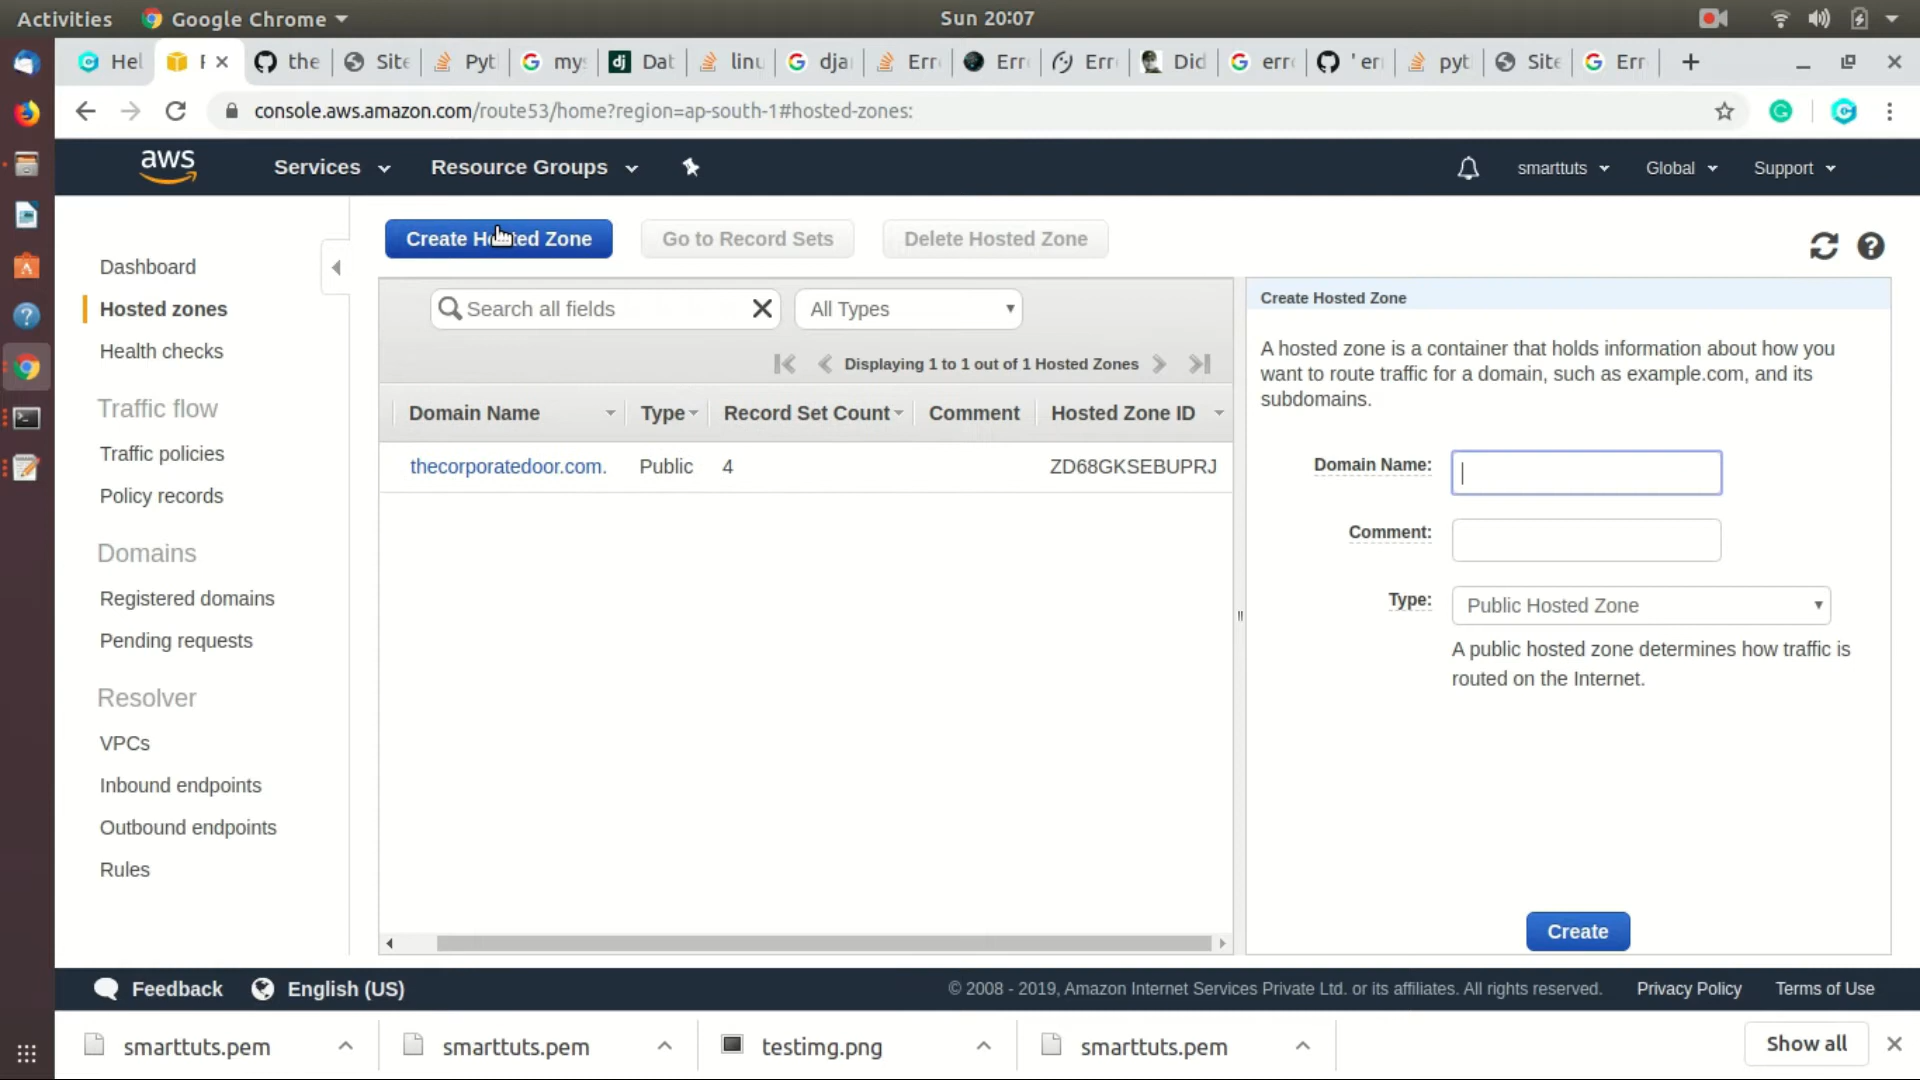 Activities
Google Chrome
Sun 20:07
Hel
the
Site
Pyt
mys
dj
Dat
linu
dja
Err
Err
Err
Did
erro
'er
pyt
Site
Err
console.aws.amazon.com/route53/home?region=ap-south-1#hosted-zones:
aws
Services
Resource Groups
smarttuts
Global
Support
Dashboard
Hosted zones
Health checks
Traffic flow
Traffic policies
Policy records
Domains
Registered domains
Pending requests
Resolver
VPCs
Inbound endpoints
Outbound endpoints
Rules
Create Hosted Zone
Go to Record Sets
Delete Hosted Zone
Search all fields
All Types
Displaying 1 to 1 out of 1 Hosted Zones
Domain Name
Type
Record Set Count
Comment
Hosted Zone ID
thecorporatedoor.com.
Public
4
ZD68GKSEBUPRJ
Create Hosted Zone
A hosted zone is a container that holds information about how you
want to route traffic for a domain, such as example.com, and its
subdomains.
Domain Name:
Comment:
Type:
Public Hosted Zone
A public hosted zone determines how traffic is
routed on the Internet.
Create
Feedback
English (US)
© 2008 - 2019, Amazon Internet Services Private Ltd. or its affiliates. All rights reserved.
Privacy Policy
Terms of Use
smarttuts.pem
smarttuts.pem
testimg.png
smarttuts.pem
Show all